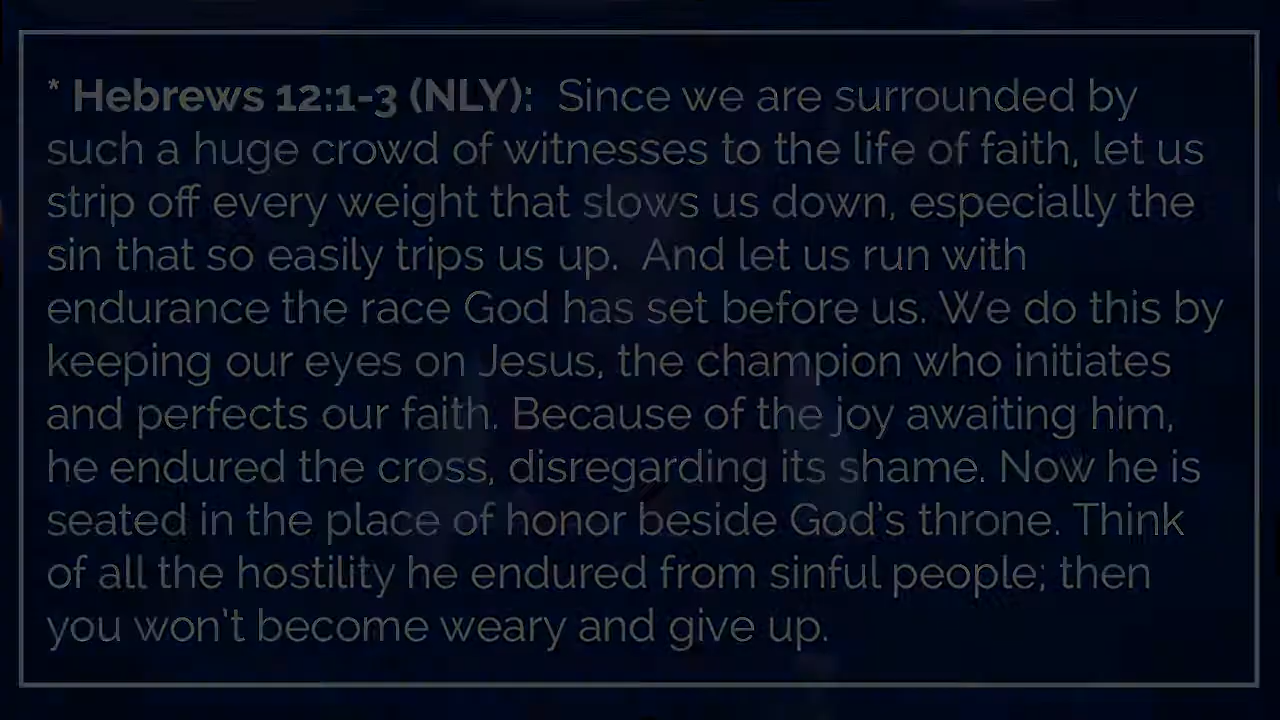 * Hebrews 12:1-3 (NLY):  Since we are surrounded by
such a huge crowd of witnesses to the life of faith, let us
strip off every weight that slows us down, especially the
sin that so easily trips us up.  And let us run with
endurance the race God has set before us. We do this by
keeping our eyes on Jesus, the champion who initiates
and perfects our faith. Because of the joy awaiting him,
he endured the cross, disregarding its shame. Now he is
seated in the place of honor beside God's throne. Think
of all the hostility he endured from sinful people; then
you won't become weary and give up.